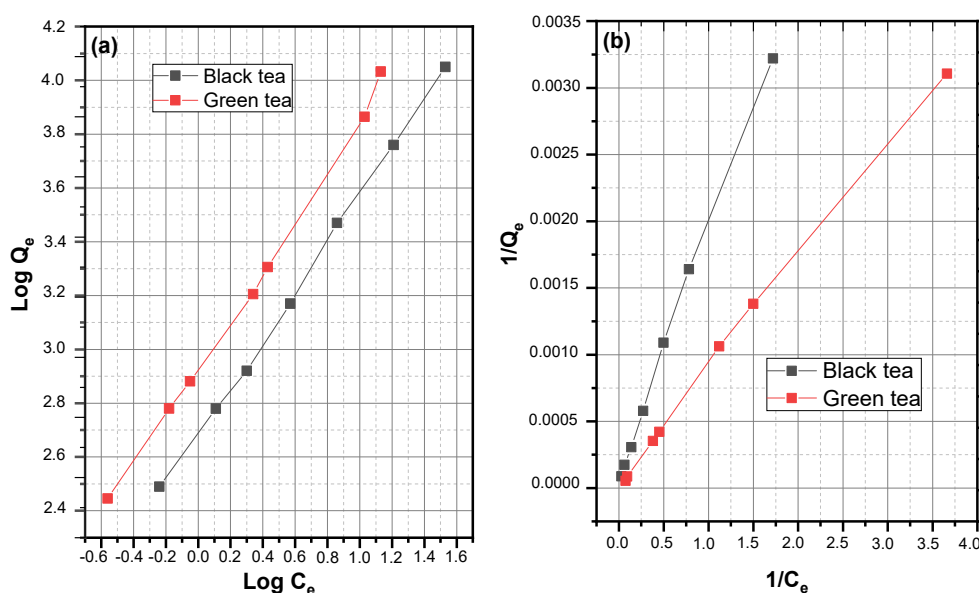 (a)
Black tea
Green tea
Log Qe
4.2
4.0
3.8
3.6
3.4
3.2
3.0
2.8
2.6
2.4
-0.6 -0.4 -0.2 0.0 0.2 0.4 0.6 0.8 1.0 1.2 1.4 1.6
Log Ce
(b)
1/Qe
0.0035
0.0030
0.0025
0.0020
0.0015
0.0010
0.0005
0.0000
Black tea
Green tea
0.0 0.5 1.0 1.5 2.0 2.5 3.0 3.5 4.0
1/Ce